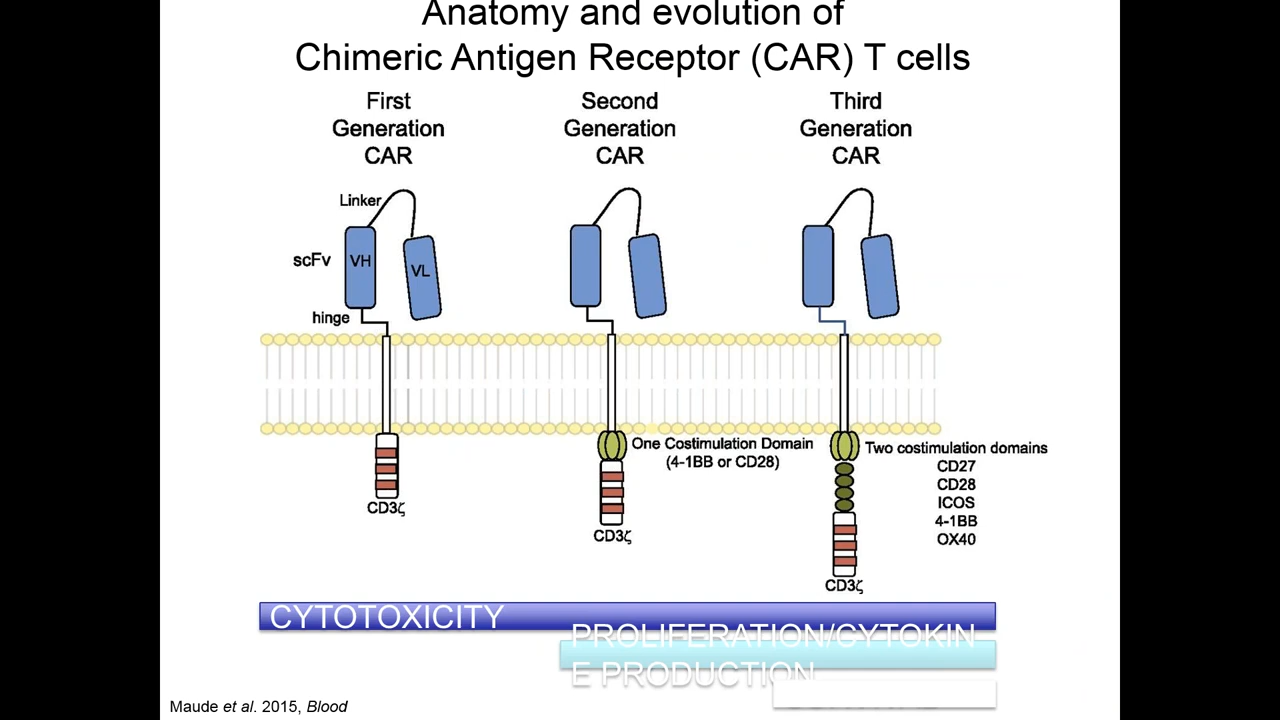 Anatomy and evolution of
Chimeric Antigen Receptor (CAR) T cells
First
Generation
CAR
Second
Generation
CAR
Third
Generation
CAR
Linker
scFv
VH
VL
hinge
One Costimulation Domain
(4-1BB or CD28)
Two costimulation domains
CD27
CD28
ICOS
4-1BB
OX40
CD3ζ
CD3ζ
CD3ζ
CYTOTOXICITY
PROLIFERATION/CYTOKIN
E PRODUCTION
Maude et al. 2015, Blood